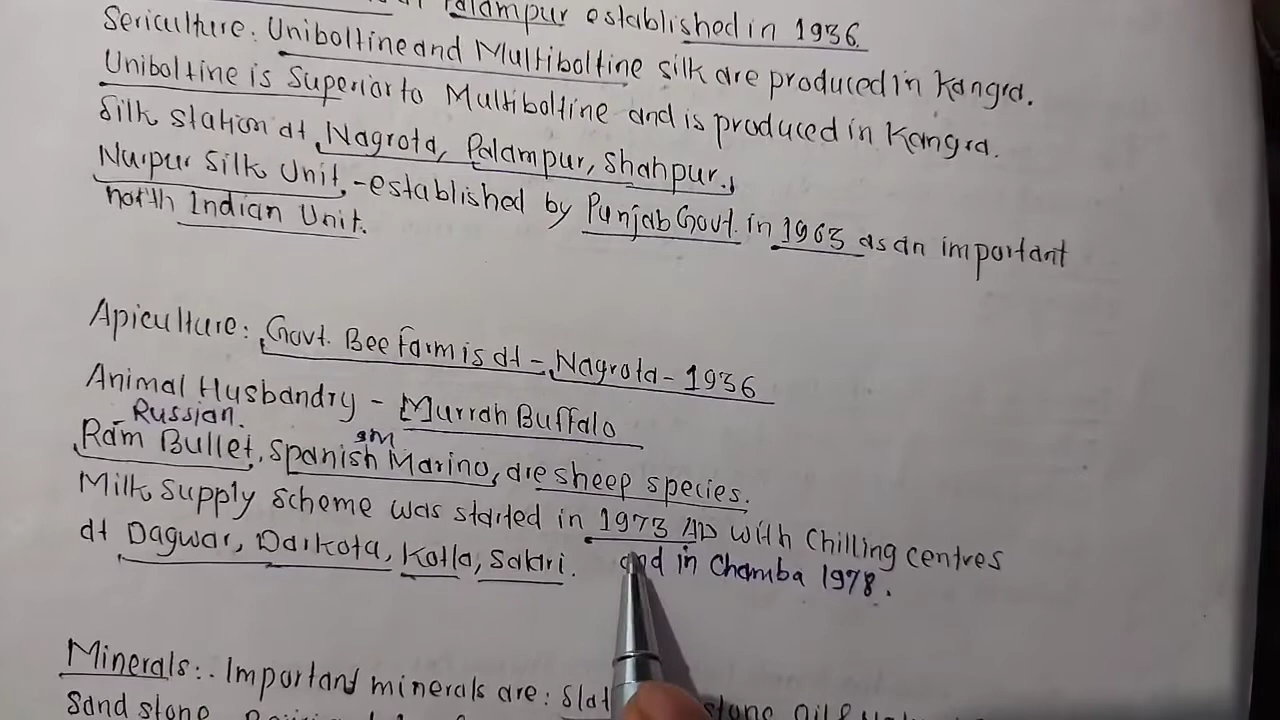 Palampur established in 1936.
Sericulture: Uniboltine and Multiboltine silk are produced in Kangra.
Uniboltine is Superior to Multiboltine and is produced in Kangra.
Silk station at Nagrota, Palampur, Shahpur.
Nurpur Silk Unit, - established by Punjab Govt. in 1963 as an important
north Indian Unit.
Apiculture: Govt. Bee farm is at - Nagrota - 1936
Animal Husbandry - Murrah Buffalo
Russian.
Ram Bullet, Spanish Marino, are sheep species.
Milk supply scheme was started in 1973 AD with Chilling centres
at Dagwar, Darkota, Kotla, Sakri. and in Chamba 1978.
Minerals:. Important minerals are:
Sand stone